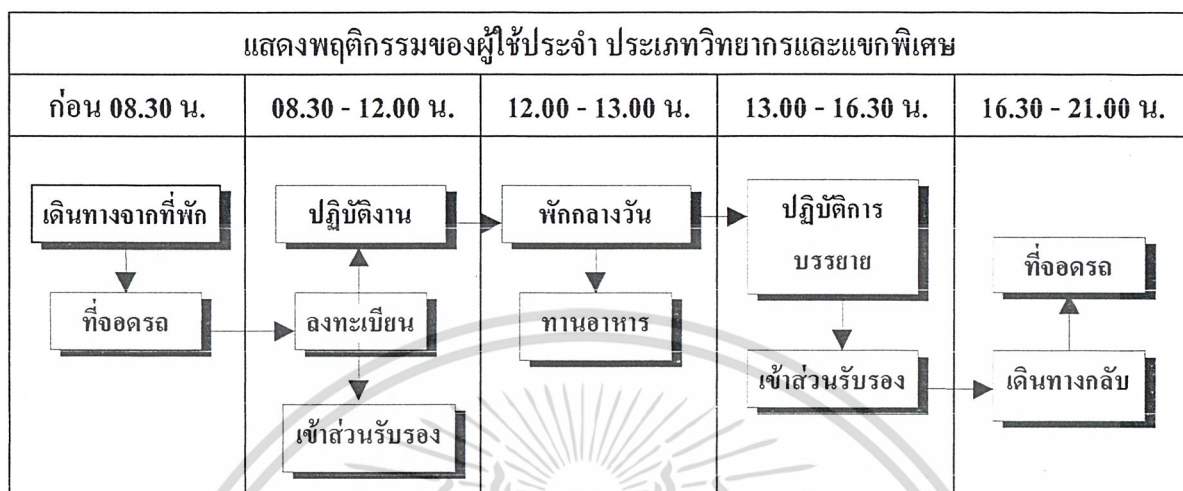 แสดงพฤติกรรมของผู้ใช้ประจำ ประเภทวิทยากรและแขกพิเศษ
ก่อน 08.30 น.
08.30 - 12.00 น.
12.00 - 13.00 น.
13.00 - 16.30 น.
16.30 - 21.00 น.
เดินทางจากที่พัก
ที่จอดรถ
ปฏิบัติงาน
ลงทะเบียน
เข้าส่วนรับรอง
พักกลางวัน
ทานอาหาร
ปฏิบัติการ
บรรยาย
เข้าส่วนรับรอง
ที่จอดรถ
เดินทางกลับ